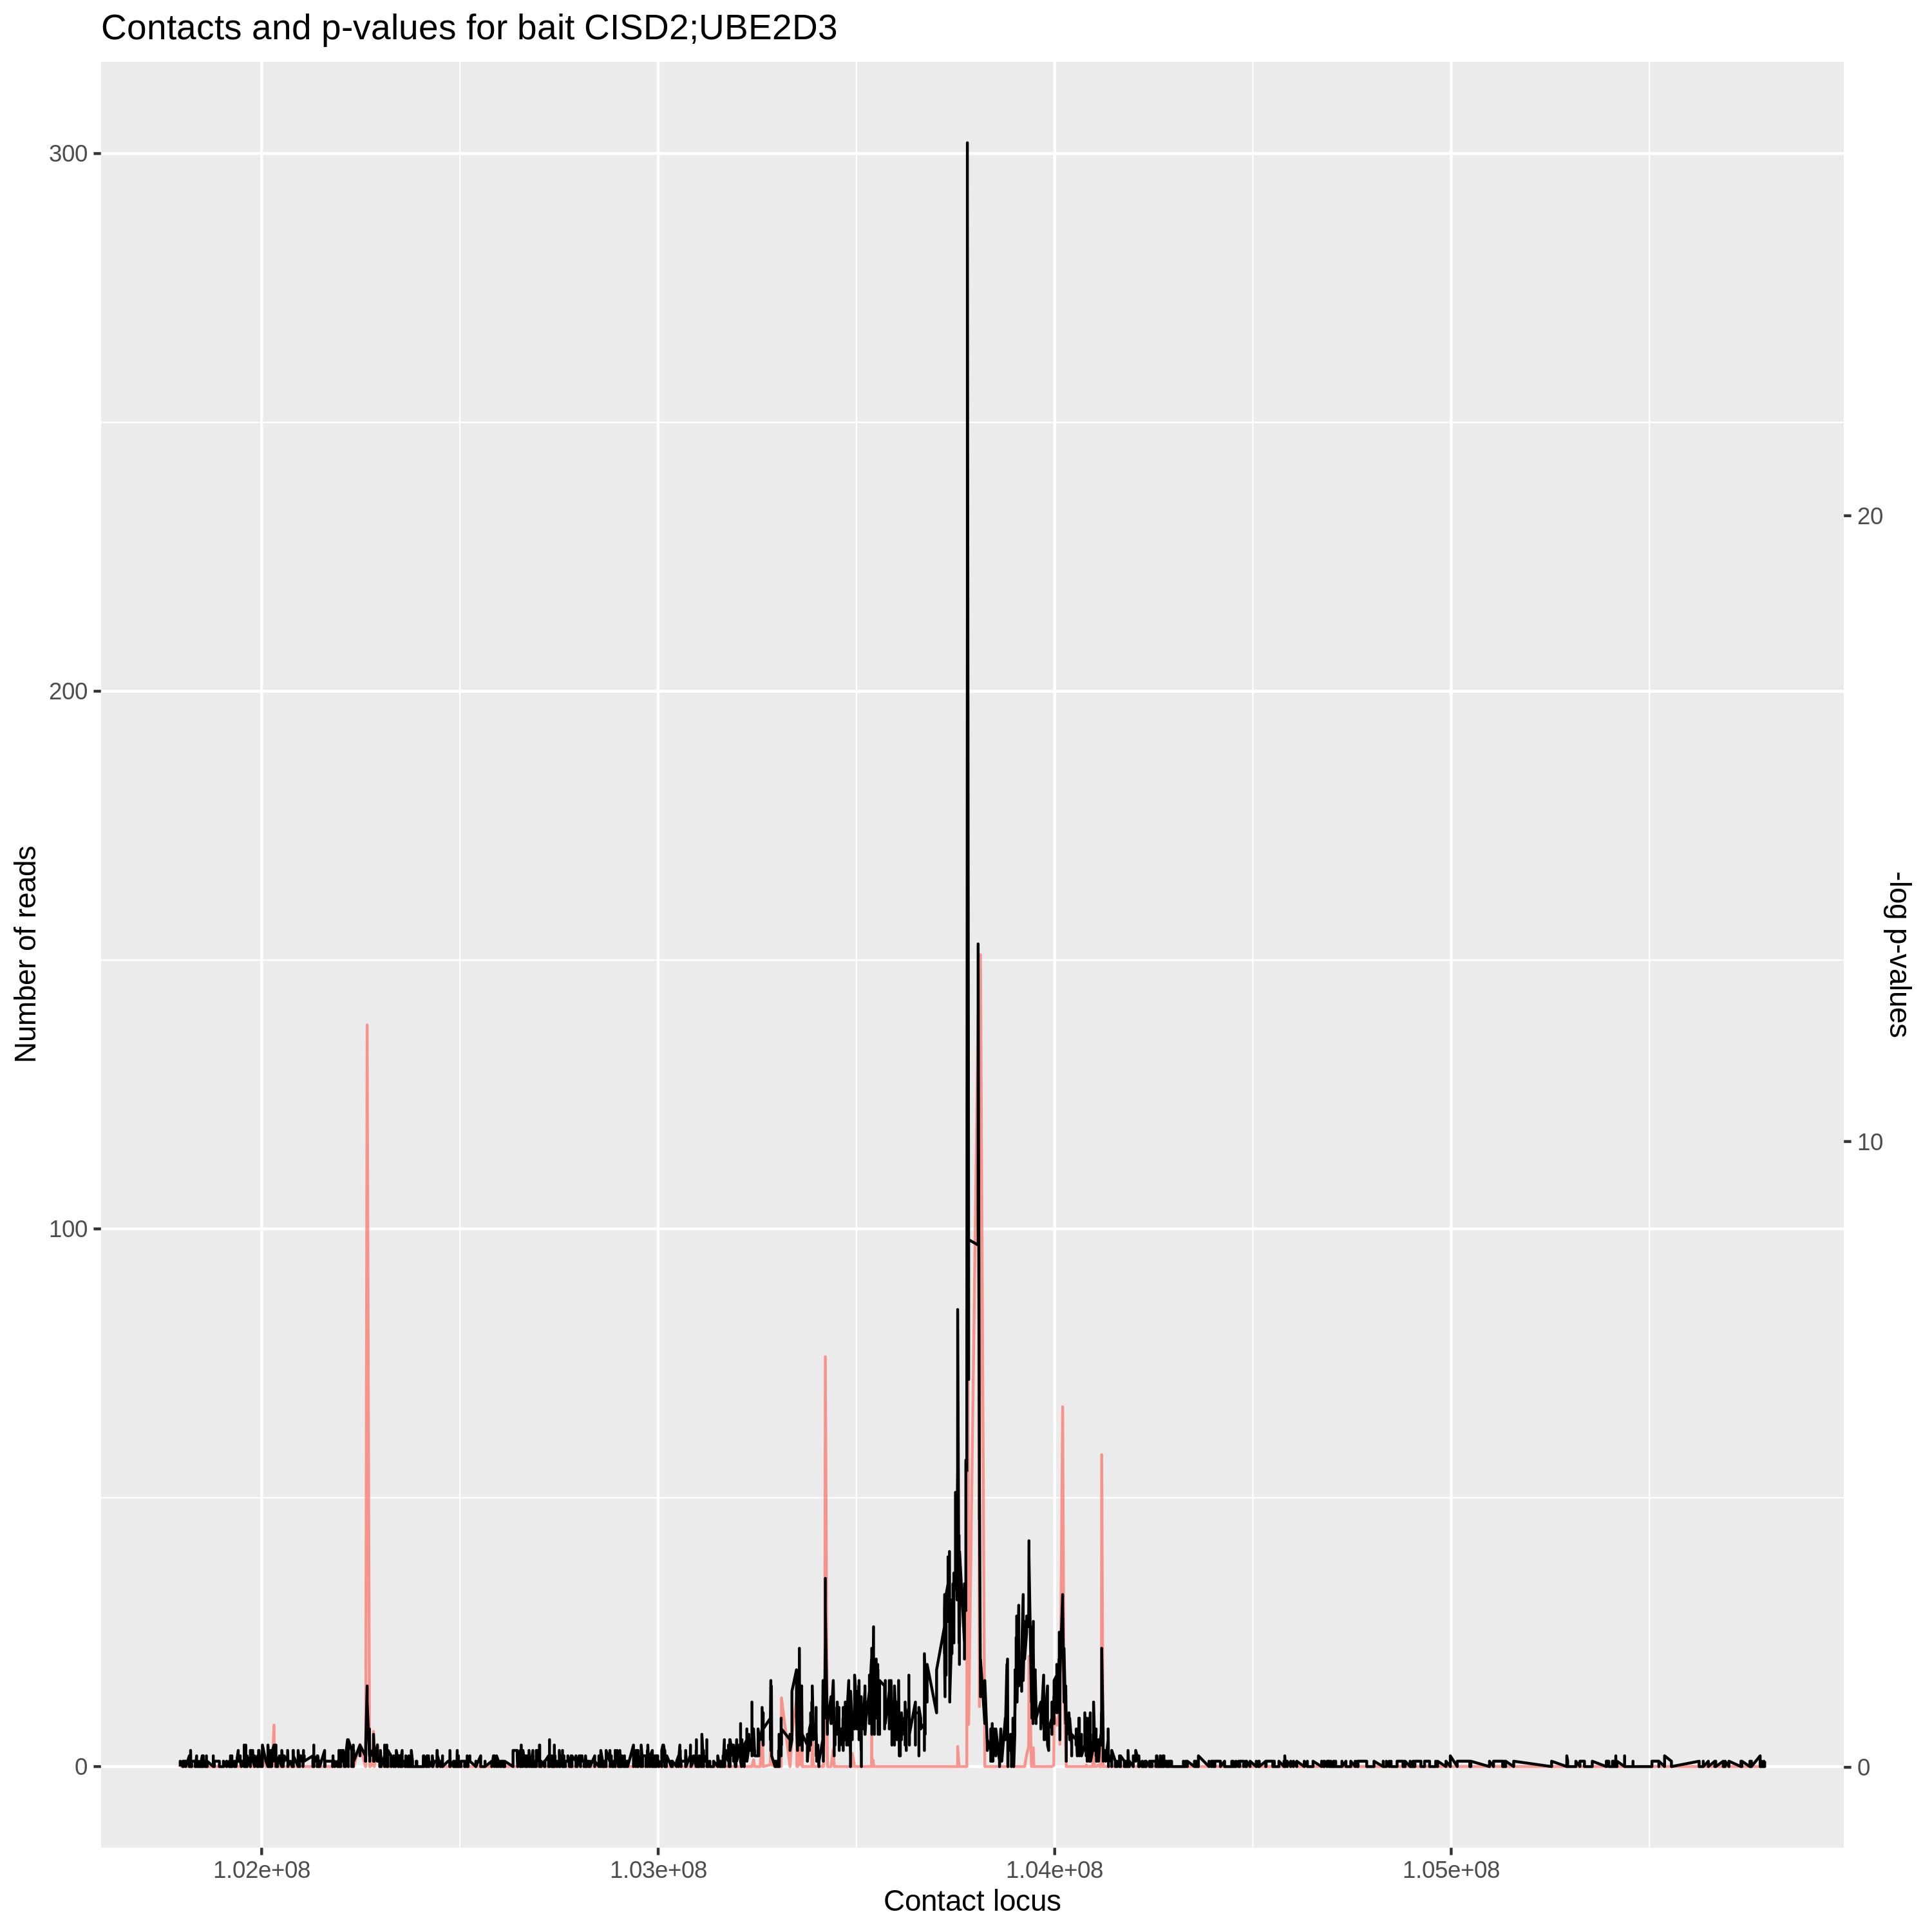 Contacts and p-values for bait CISD2;UBE2D3
300
200
100
0
Number of reads
20
10
0
-log p-values
1.02e+08
1.03e+08
1.04e+08
1.05e+08
Contact locus